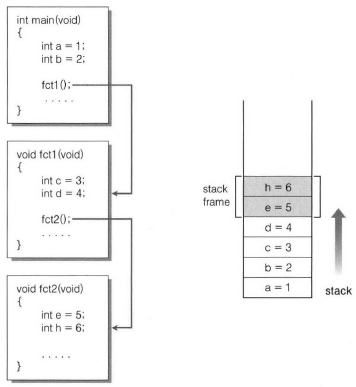 int main(void)
{
int a = 1;
int b = 2;
fct1();
. . . . .
}
void fct1(void)
{
int c = 3;
int d = 4;
fct2();
. . . . .
}
void fct2(void)
{
int e = 5;
int h = 6;
. . . . .
}
stack
frame
h = 6
e = 5
d = 4
c = 3
b = 2
a = 1
stack